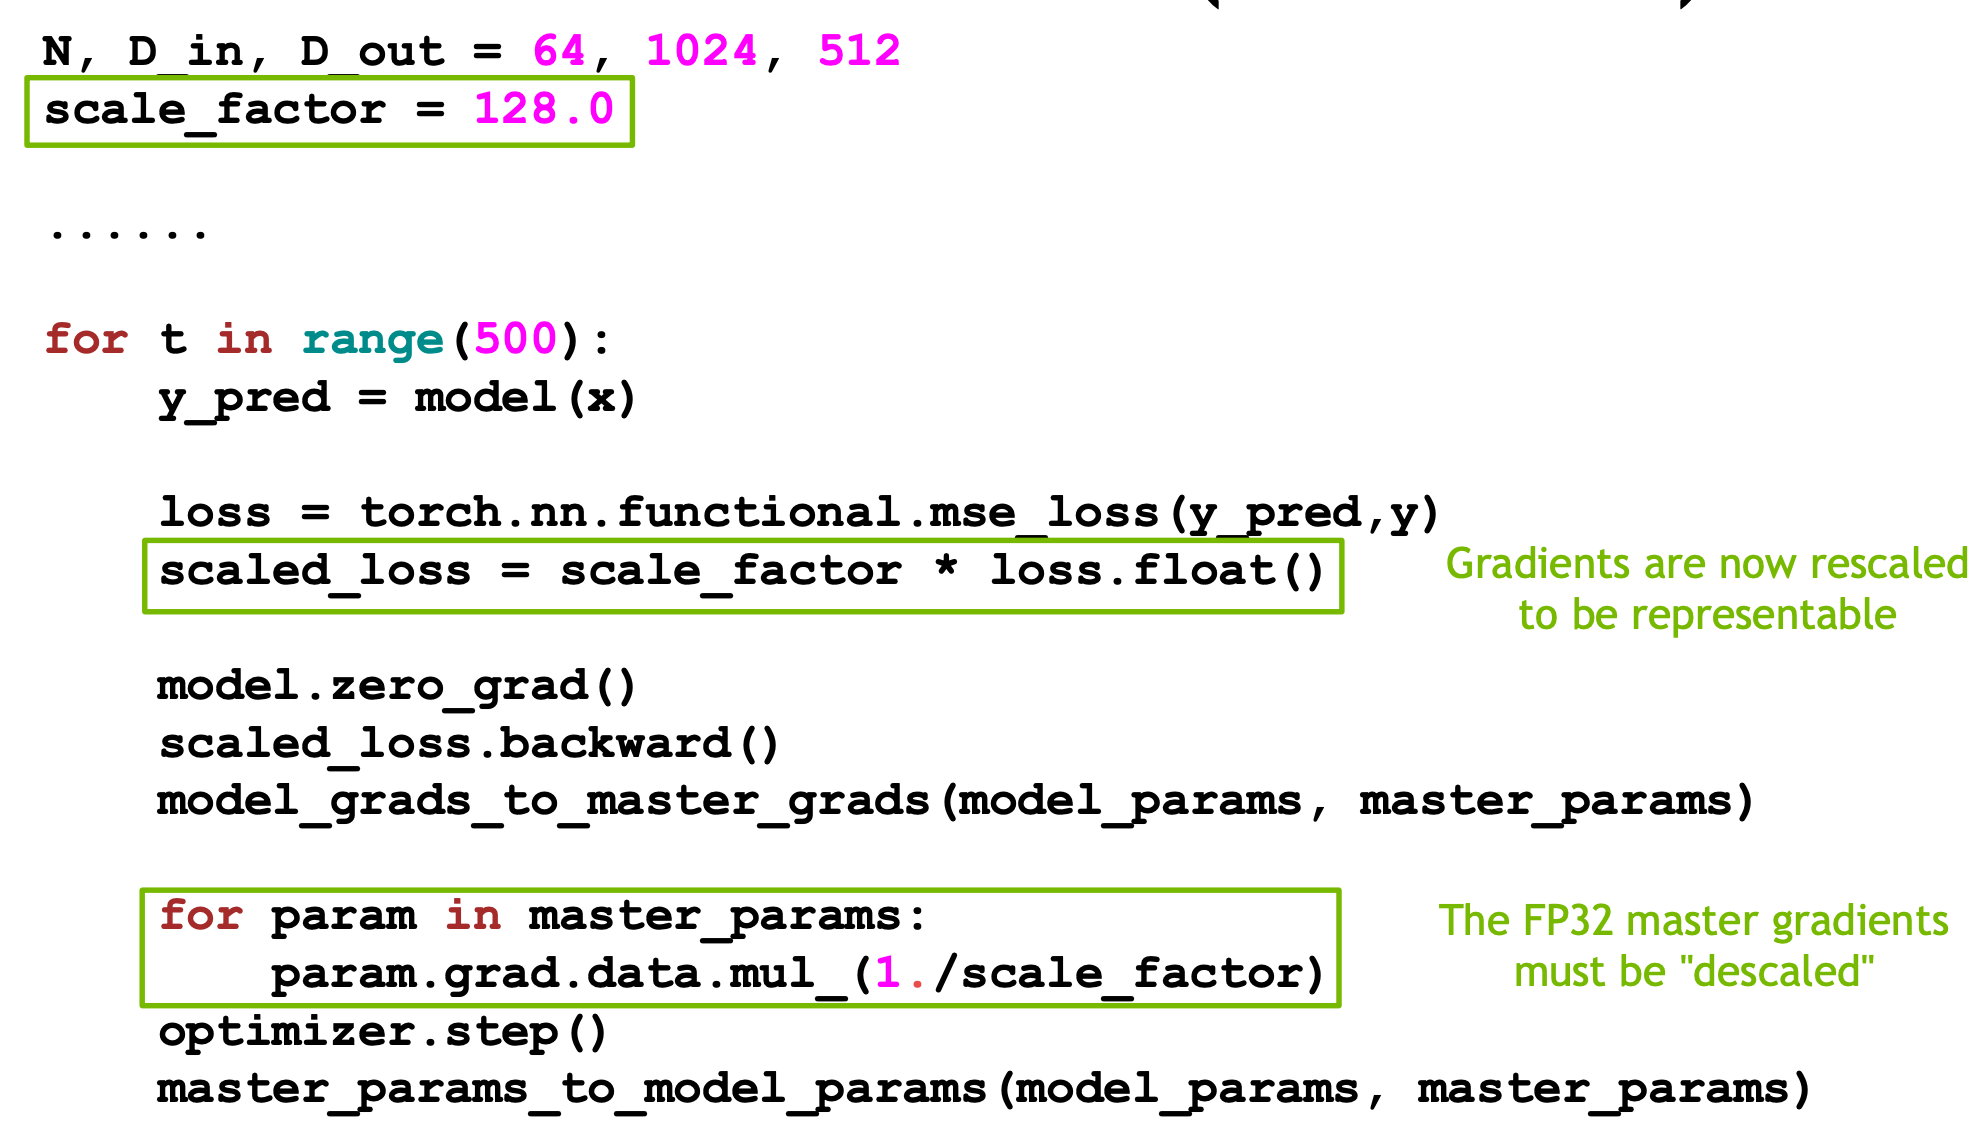 N, D_in, D_out = 64, 1024, 512
scale_factor = 128.0
......
for t in range(500):
y_pred = model(x)
loss = torch.nn.functional.mse_loss(y_pred,y)
scaled_loss = scale_factor * loss.float()
Gradients are now rescaled
to be representable
model.zero_grad()
scaled_loss.backward()
model_grads_to_master_grads(model_params, master_params)
for param in master_params:
param.grad.data.mul_(1./scale_factor)
The FP32 master gradients
must be "descaled"
optimizer.step()
master_params_to_model_params(model_params, master_params)